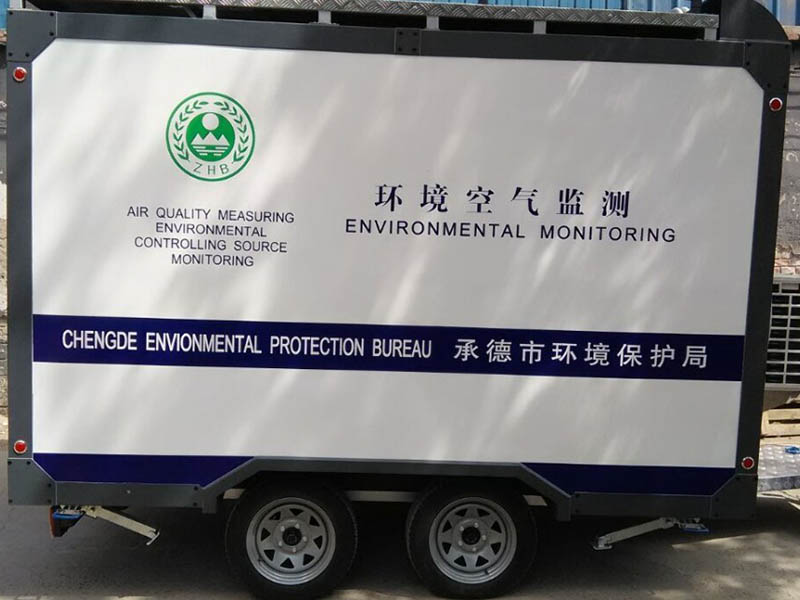 ZHB
AIR QUALITY MEASURING
ENVIRONMENTAL
CONTROLLING SOURCE
MONITORING
环境空气监测
ENVIRONMENTAL MONITORING
CHENGDE ENVIONMENTAL PROTECTION BUREAU 承德市环境保护局